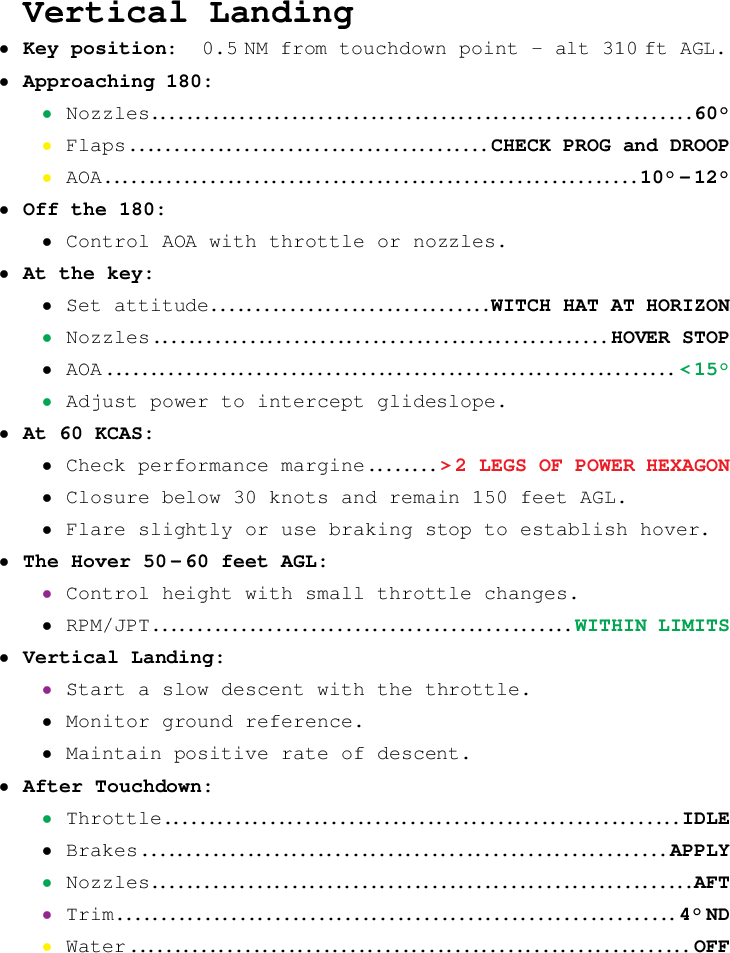 Vertical Landing
• Key position: 0.5 NM from touchdown point – alt 310 ft AGL.
• Approaching 180:
• Nozzles..............................................................60°
• Flaps.........................................CHECK PROG and DROOP
• AOA.............................................................10°–12°
• Off the 180:
• Control AOA with throttle or nozzles.
• At the key:
• Set attitude................................WITCH HAT AT HORIZON
• Nozzles....................................................HOVER STOP
• AOA.................................................................<15°
• Adjust power to intercept glideslope.
• At 60 KCAS:
• Check performance margine........>2 LEGS OF POWER HEXAGON
• Closure below 30 knots and remain 150 feet AGL.
• Flare slightly or use braking stop to establish hover.
• The Hover 50–60 feet AGL:
• Control height with small throttle changes.
• RPM/JPT................................................WITHIN LIMITS
• Vertical Landing:
• Start a slow descent with the throttle.
• Monitor ground reference.
• Maintain positive rate of descent.
• After Touchdown:
• Throttle...........................................................IDLE
• Brakes............................................................APPLY
• Nozzles..............................................................AFT
• Trim................................................................4° ND
• Water................................................................OFF